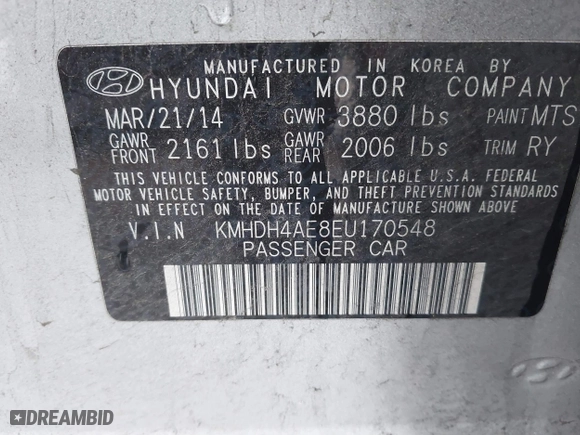 MANUFACTURED IN KOREA BY
HYUNDAI MOTOR COMPANY
MAR/21/14 GVWR 3880 lbs PAINT MTS
GAWR FRONT 2161 lbs GAWR REAR 2006 lbs TRIM RY
THIS VEHICLE CONFORMS TO ALL APPLICABLE U.S.A. FEDERAL
MOTOR VEHICLE SAFETY, BUMPER, AND THEFT PREVENTION STANDARDS
IN EFFECT ON THE DATE OF MANUFACTURE SHOWN ABOVE.
V.I.N KMHDH4AE8EU170548
PASSENGER CAR
DREAMBID